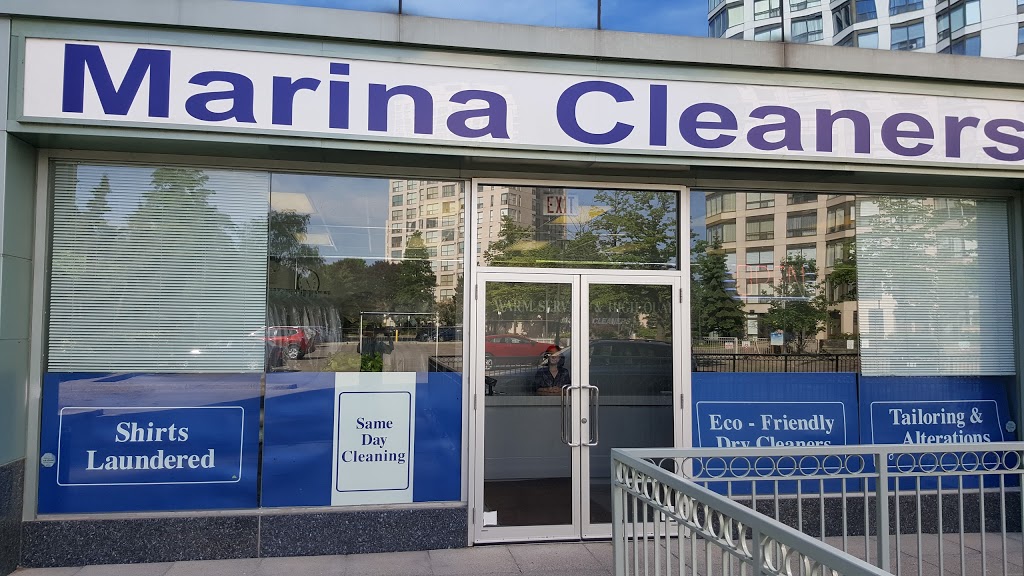 Marina Cleaners
EXIT
Shirts
Laundered
Same
Day
Cleaning
Eco - Friendly
Dry Cleaners
Tailoring &
Alterations